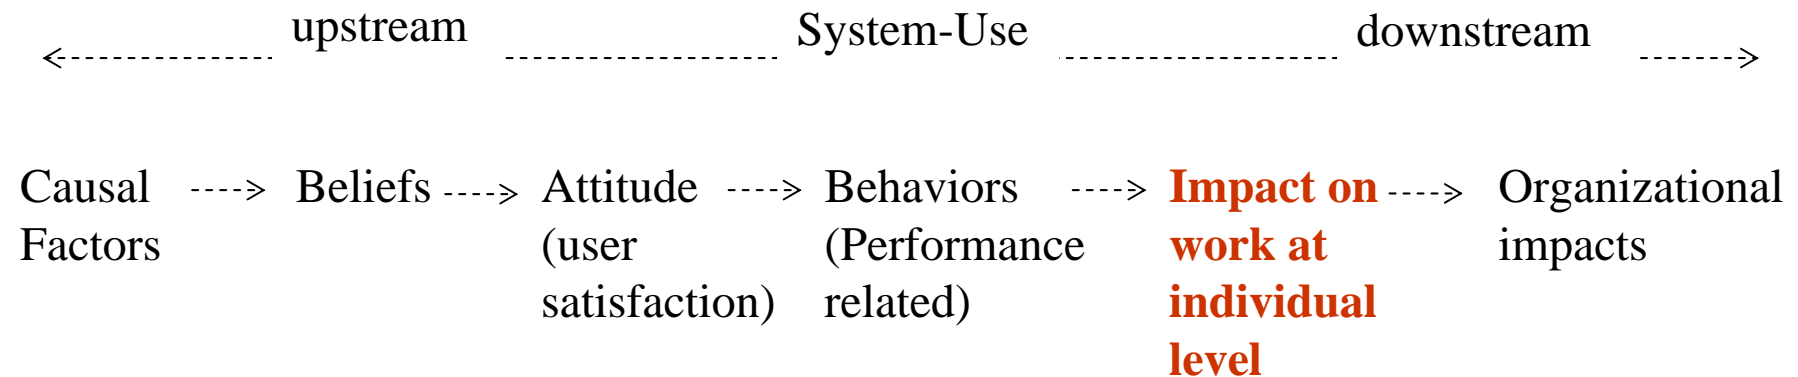 upstream System-Use downstream
Causal Factors
Beliefs
Attitude
(user
satisfaction)
Behaviors
(Performance
related)
Impact on
work at
individual
level
Organizational
impacts